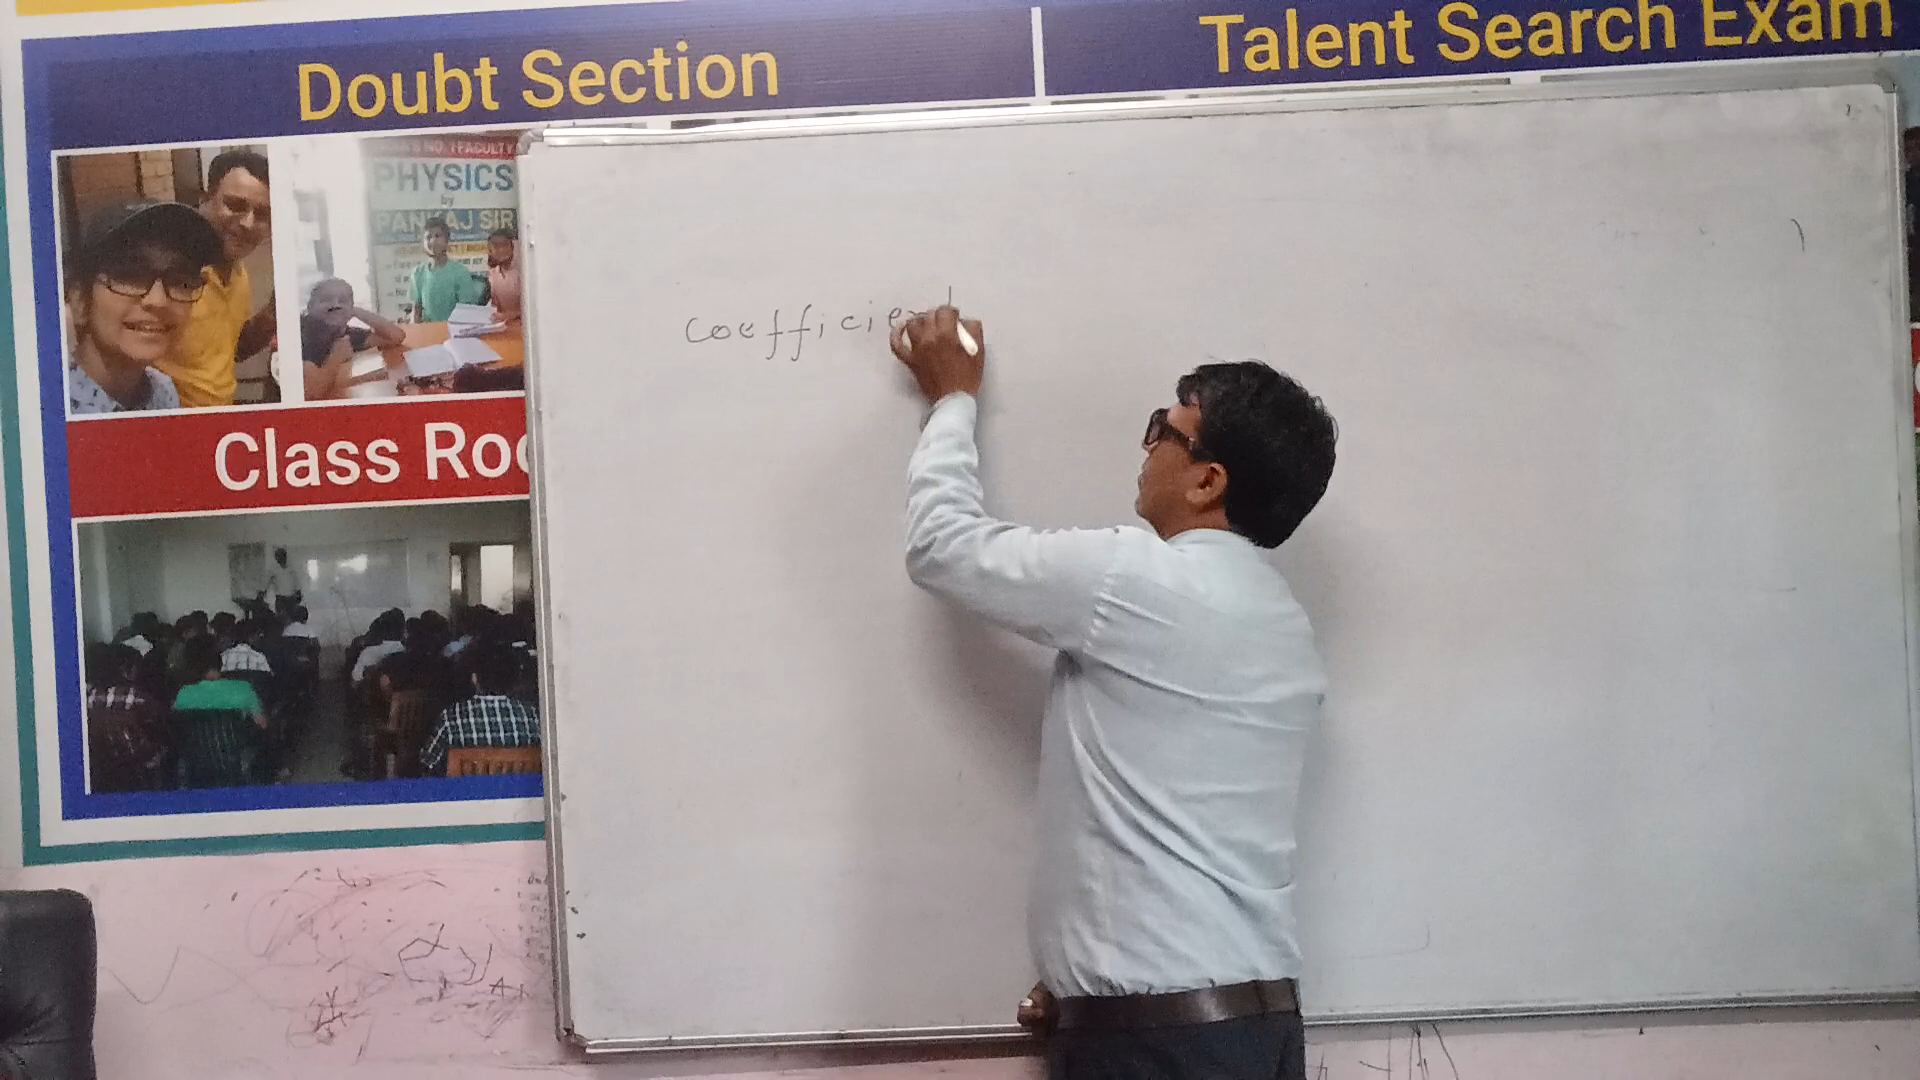 Doubt Section
Talent Search Exam
PHYSICS
by
PANKAJ SIR
coefficient
Class Roo